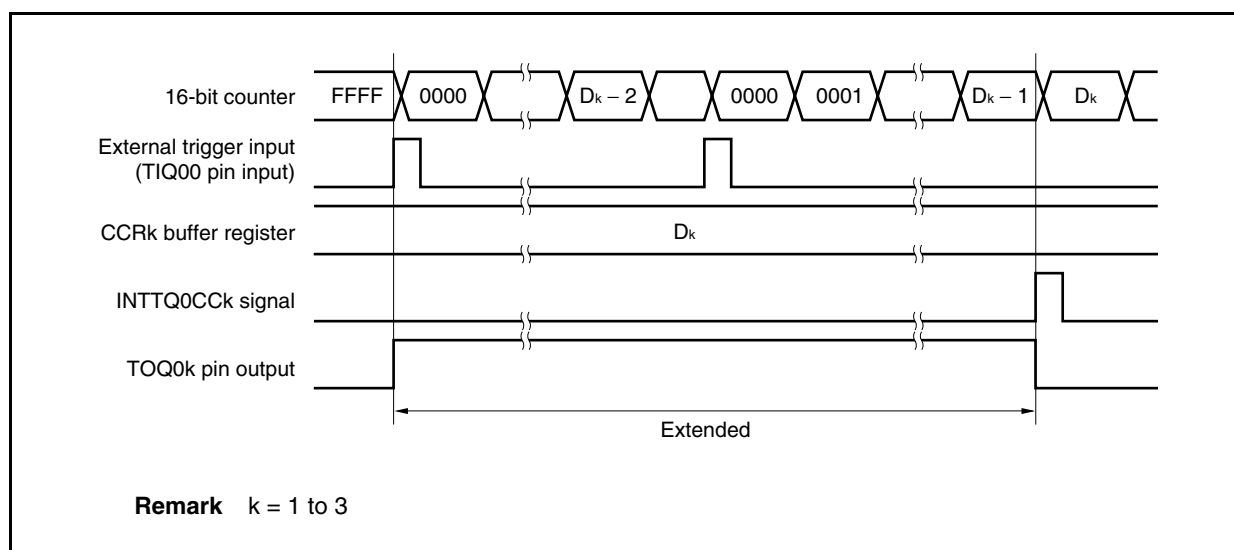 16-bit counter FFFF 0000 Dk − 2 0000 0001 Dk − 1 Dk
External trigger input
(TIQ00 pin input)
CCRk buffer register Dk
INTTQ0CCk signal
TOQ0k pin output
Extended
Remark k = 1 to 3